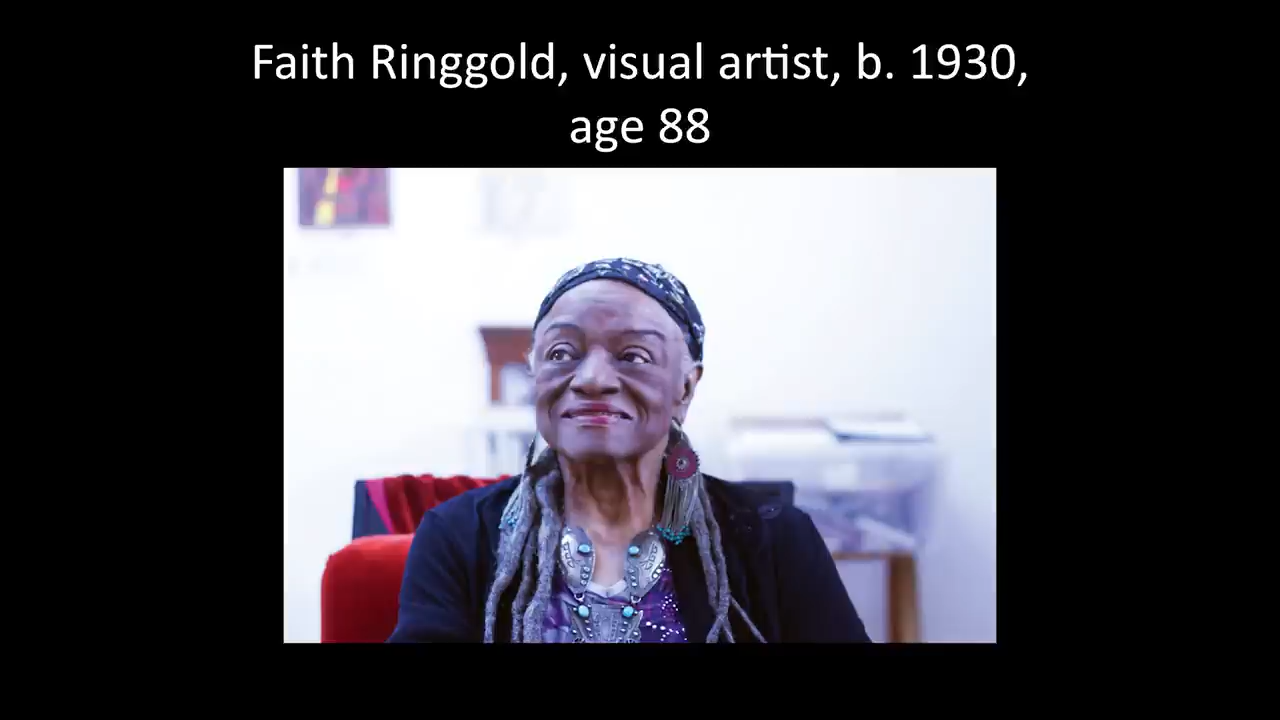 Faith Ringgold, visual artist, b. 1930,
age 88